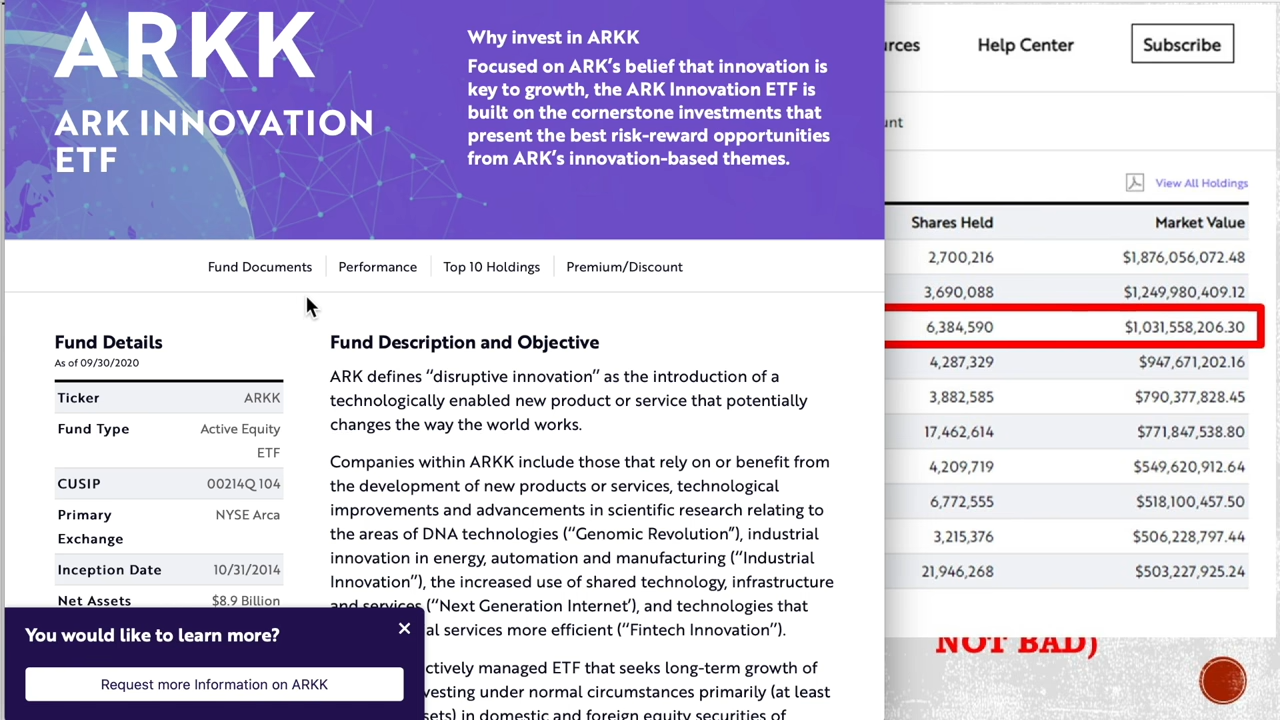 ARKK
ARK INNOVATION
ETF
Why invest in ARKK
Focused on ARK's belief that innovation is
key to growth, the ARK Innovation ETF is
built on the cornerstone investments that
present the best risk-reward opportunities
from ARK's innovation-based themes.
Fund Documents
Performance
Top 10 Holdings
Premium/Discount
Fund Details
As of 09/30/2020
Ticker ARKK
Fund Type Active Equity
ETF
CUSIP 00214Q 104
Primary NYSE Arca
Exchange
Inception Date 10/31/2014
Net Assets $8.9 Billion
Fund Description and Objective
ARK defines “disruptive innovation” as the introduction of a
technologically enabled new product or service that potentially
changes the way the world works.
Companies within ARKK include those that rely on or benefit from
the development of new products or services, technological
improvements and advancements in scientific research relating to
the areas of DNA technologies (“Genomic Revolution”), industrial
innovation in energy, automation and manufacturing (“Industrial
Innovation”), the increased use of shared technology, infrastructure
and services (“Next Generation Internet’), and technologies that
al services more efficient (“Fintech Innovation”).
ctively managed ETF that seeks long-term growth of
vesting under normal circumstances primarily (at least
sets) in domestic and foreign equity securities of
You would like to learn more? ×
Request more Information on ARKK
urces
Help Center
Subscribe
unt
View All Holdings
Shares Held Market Value
2,700,216 $1,876,056,072.48
3,690,088 $1,249,980,409.12
6,384,590 $1,031,558,206.30
4,287,329 $947,671,202.16
3,882,585 $790,377,828.45
17,462,614 $771,847,538.80
4,209,719 $549,620,912.64
6,772,555 $518,100,457.50
3,215,376 $506,228,797.44
21,946,268 $503,227,925.24
NOT BAD)